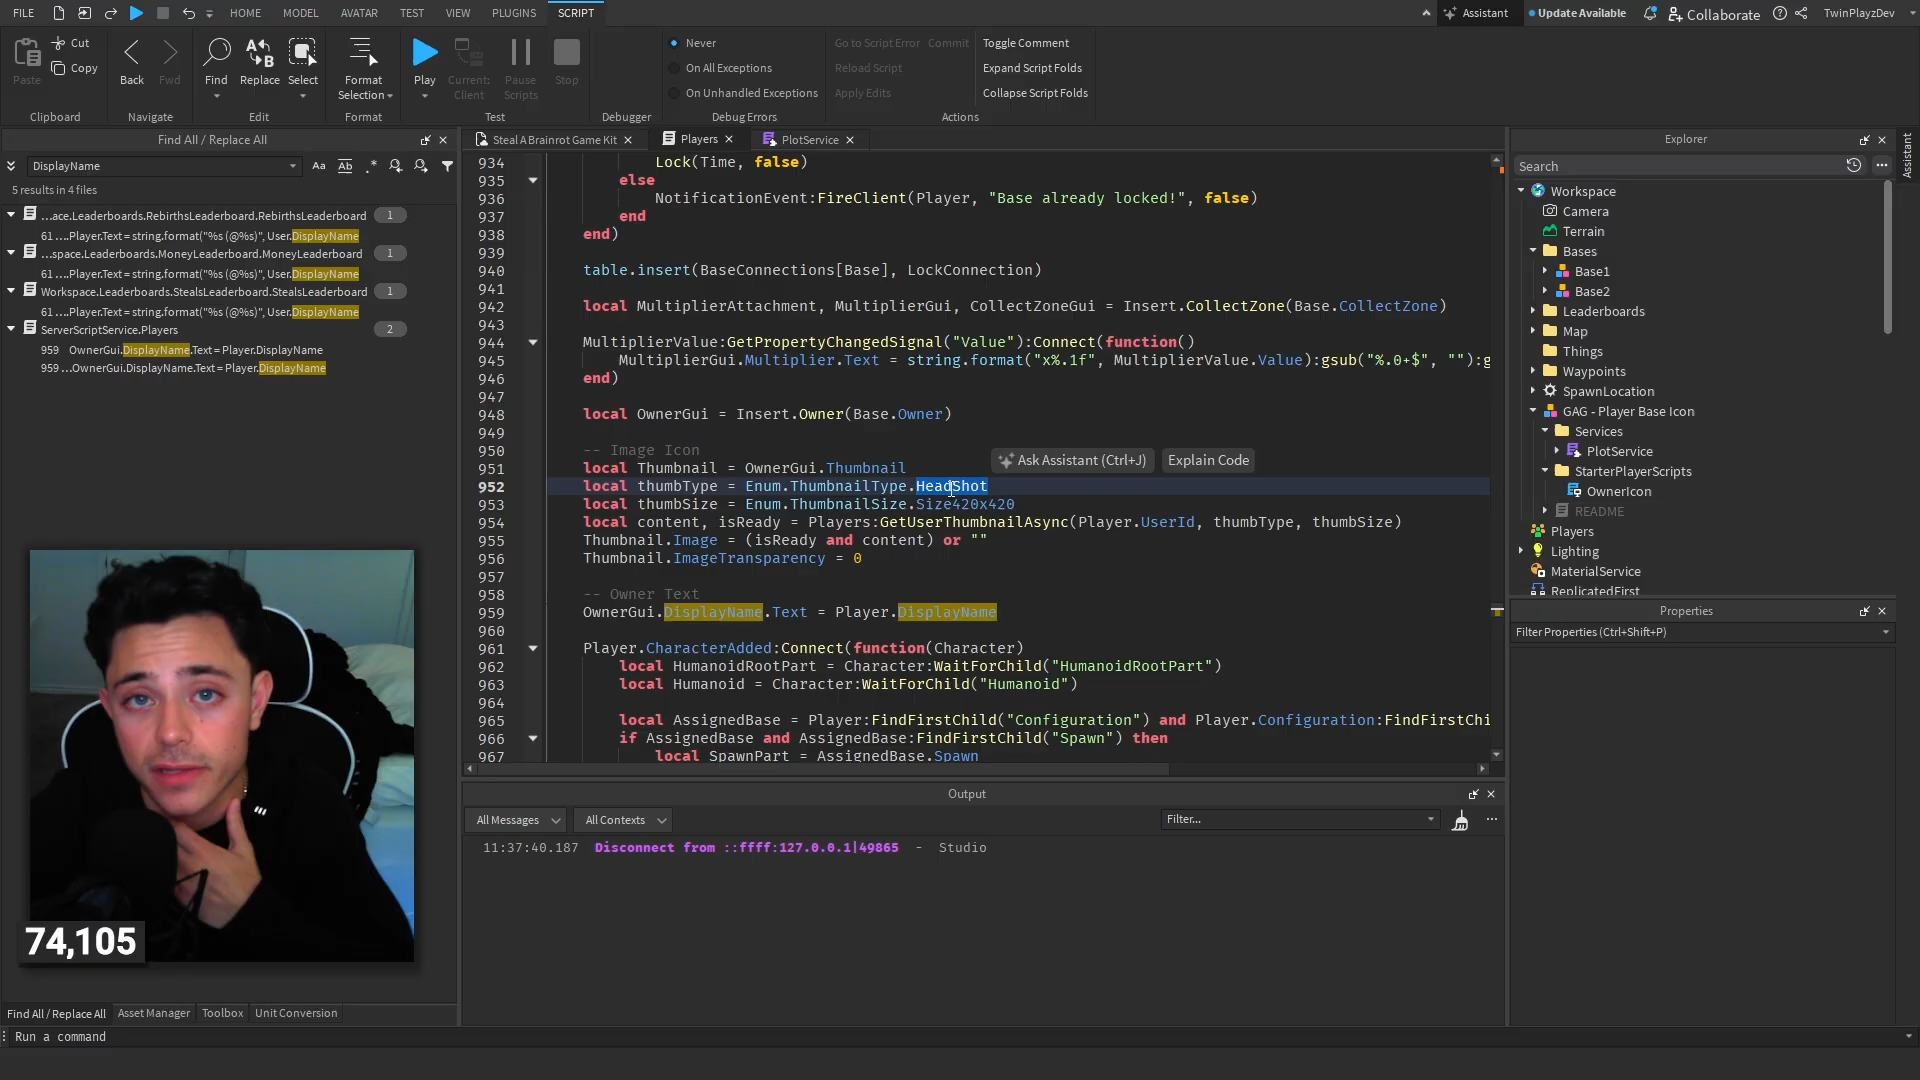 FILE HOME MODEL AVATAR TEST VIEW PLUGINS SCRIPT Assistant Update Available Collaborate TwinPlayzDev
Paste Cut Copy Back Fwd Find Replace Select Format Selection Play Current: Client Pause Scripts Stop
Never
On All Exceptions
On Unhandled Exceptions
Go to Script Error Commit
Reload Script
Apply Edits
Toggle Comment
Expand Script Folds
Collapse Script Folds
Clipboard Navigate Edit Format Test Debugger Debug Errors Actions
Find All / Replace All
DisplayName
Aa Ab .*
5 results in 4 files
...ace.Leaderboards.RebirthsLeaderboard.RebirthsLeaderboard 1
61 ....Player.Text = string.format("%s (@%s)", User.DisplayName
...space.Leaderboards.MoneyLeaderboard.MoneyLeaderboard 1
61 ....Player.Text = string.format("%s (@%s)", User.DisplayName
Workspace.Leaderboards.StealsLeaderboard.StealsLeaderboard 1
61 ....Player.Text = string.format("%s (@%s)", User.DisplayName
ServerScriptService.Players 2
959 OwnerGui.DisplayName.Text = Player.DisplayName
959 ...OwnerGui.DisplayName.Text = Player.DisplayName
74,105
Find All / Replace All Asset Manager Toolbox Unit Conversion
Run a command
Steal A Brainrot Game Kit Players PlotService
934 Lock(Time, false)
935 else
936 NotificationEvent:FireClient(Player, "Base already locked!", false)
937 end
938 end)
939
940 table.insert(BaseConnections[Base], LockConnection)
941
942 local MultiplierAttachment, MultiplierGui, CollectZoneGui = Insert.CollectZone(Base.CollectZone)
943
944 MultiplierValue:GetPropertyChangedSignal("Value"):Connect(function()
945 MultiplierGui.Multiplier.Text = string.format("x%.1f", MultiplierValue.Value):gsub("%.0+$", ""):g
946 end)
947
948 local OwnerGui = Insert.Owner(Base.Owner)
949
950 -- Image Icon
951 local Thumbnail = OwnerGui.Thumbnail
952 local thumbType = Enum.ThumbnailType.HeadShot
953 local thumbSize = Enum.ThumbnailSize.Size420x420
954 local content, isReady = Players:GetUserThumbnailAsync(Player.UserId, thumbType, thumbSize)
955 Thumbnail.Image = (isReady and content) or ""
956 Thumbnail.ImageTransparency = 0
957
958 -- Owner Text
959 OwnerGui.DisplayName.Text = Player.DisplayName
960
961 Player.CharacterAdded:Connect(function(Character)
962 local HumanoidRootPart = Character:WaitForChild("HumanoidRootPart")
963 local Humanoid = Character:WaitForChild("Humanoid")
964
965 local AssignedBase = Player:FindFirstChild("Configuration") and Player.Configuration:FindFirstChi
966 if AssignedBase and AssignedBase:FindFirstChild("Spawn") then
967 local SpawnPart = AssignedBase.Spawn
Ask Assistant (Ctrl+J) Explain Code
Output
All Messages All Contexts Filter...
11:37:40.187 Disconnect from ::ffff:127.0.0.1|49865 - Studio
Explorer
Search
Workspace
Camera
Terrain
Bases
Base1
Base2
Leaderboards
Map
Things
Waypoints
SpawnLocation
GAG - Player Base Icon
Services
PlotService
StarterPlayerScripts
OwnerIcon
README
Players
Lighting
MaterialService
ReplicatedFirst
Properties
Filter Properties (Ctrl+Shift+P)
Assistant